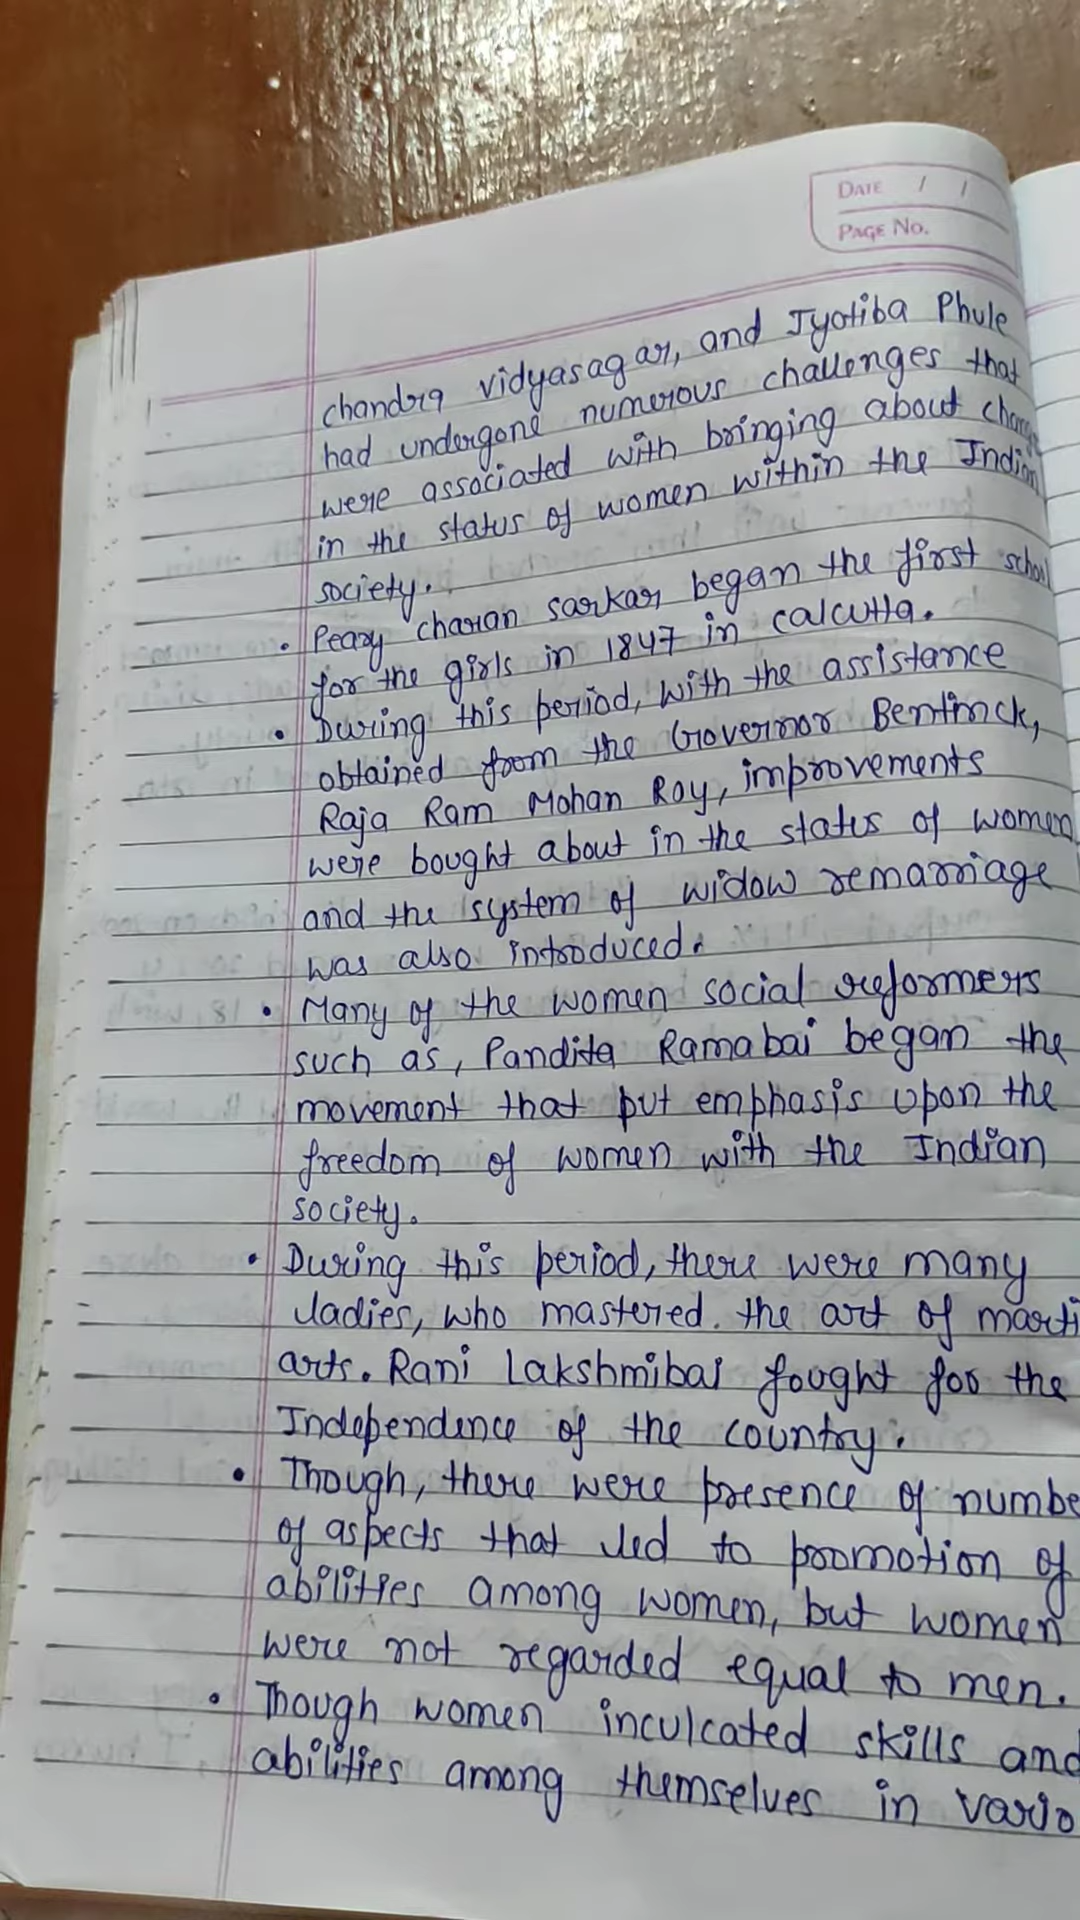 DATE / /
PAGE No.
chandra vidyasagar, and Jyotiba Phule
had undergone numerous challenges that
were associated with bringing about
in the status of women within the Indian
society.
• Peary charan sarkar began the first school
for the girls in 1847 in calcutta.
• During this period, with the assistance
obtained from the Governor Bentinck,
Raja Ram Mohan Roy, improvements
were bought about in the status of women
and the system of widow remarriage
was also introduced.
• Many of the women social reformers
such as, Pandita Ramabai began the
movement that put emphasis upon the
freedom of women with the Indian
society.
• During this period, there were many
ladies, who mastered. the art of marti
arts. Rani Lakshmibai fought for the
Independence of the country.
• Though, there were presence of numbe
of aspects that led to promotion of
abilities among women, but women
were not regarded equal to men.
• Though women inculcated skills and
abilities among themselves in vario